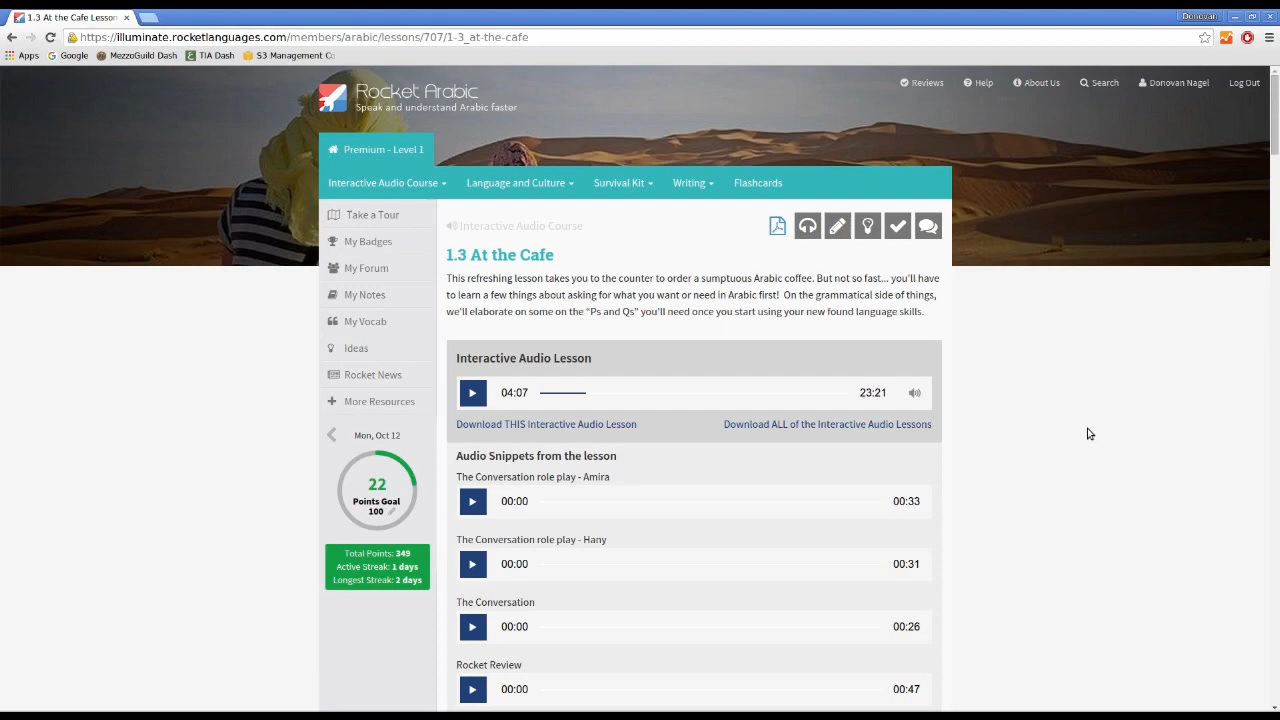 1.3 At the Cafe Lesson
Donovan
https://illuminate.rocketlanguages.com/members/arabic/lessons/707/1-3_at-the-cafe
Apps Google MezzoGuild Dash TIA Dash S3 Management Co
Rocket Arabic
Speak and understand Arabic faster
Reviews Help About Us Search Donovan Nagel Log Out
Premium - Level 1
Interactive Audio Course Language and Culture Survival Kit Writing Flashcards
Take a Tour
My Badges
My Forum
My Notes
My Vocab
Ideas
Rocket News
More Resources
Mon, Oct 12
22
Points Goal
100
Total Points: 349
Active Streak: 1 days
Longest Streak: 2 days
Interactive Audio Course
1.3 At the Cafe
This refreshing lesson takes you to the counter to order a sumptuous Arabic coffee. But not so fast... you'll have
to learn a few things about asking for what you want or need in Arabic first! On the grammatical side of things,
we'll elaborate on some on the "Ps and Qs" you'll need once you start using your new found language skills.
Interactive Audio Lesson
04:07 23:21
Download THIS Interactive Audio Lesson Download ALL of the Interactive Audio Lessons
Audio Snippets from the lesson
The Conversation role play - Amira
00:00 00:33
The Conversation role play - Hany
00:00 00:31
The Conversation
00:00 00:26
Rocket Review
00:00 00:47